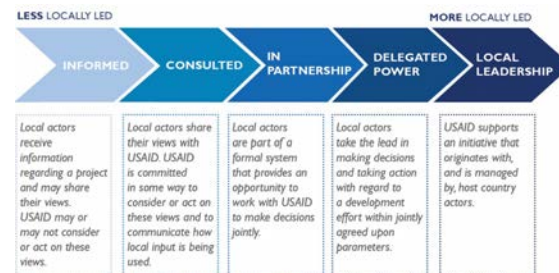 LESS LOCALLY LED
MORE LOCALLY LED
INFORMED
CONSULTED
IN
PARTNERSHIP
DELEGATED
POWER
LOCAL
LEADERSHIP
Local actors
receive
information
regarding a project
and may share
their views.
USAID may or
may not consider
or act on these
views.
Local actors share
their views with
USAID. USAID
is committed
in some way to
consider or act on
these views and to
communicate how
local input is being
used.
Local actors
are part of a
formal system
that provides an
opportunity to
work with USAID
to make decisions
jointly.
Local actors
take the lead in
making decisions
and taking action
with regard to
a development
effort within jointly
agreed upon
parameters.
USAID supports
an initiative that
originates with,
and is managed
by, host country
actors.